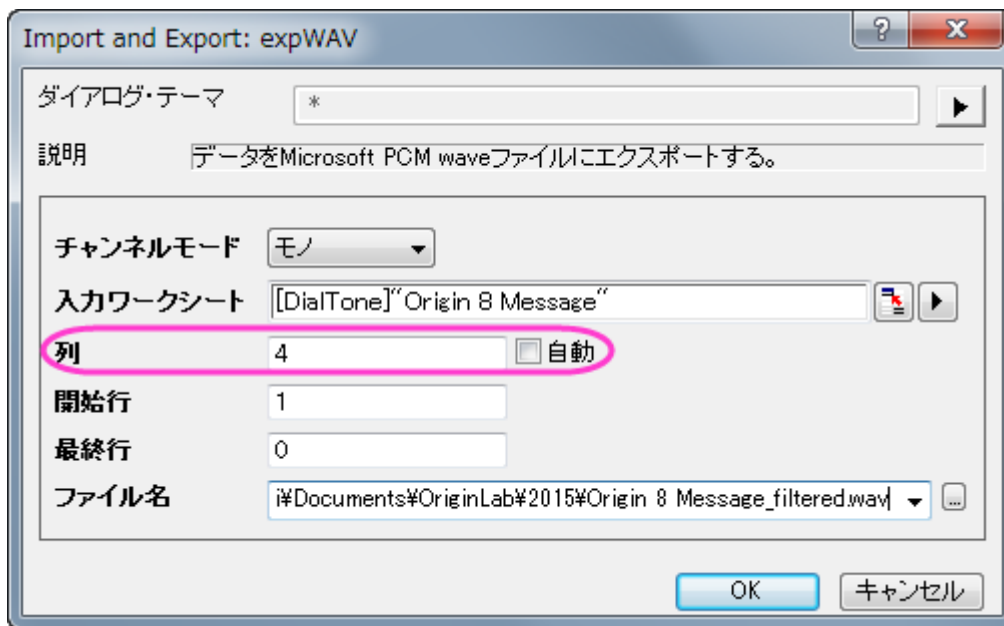 Import and Export: expWAV
ダイアログ・テーマ *
説明 データをMicrosoft PCM waveファイルにエクスポートする。
チャンネルモード モノ
入力ワークシート [DialTone]"Origin 8 Message"
列 4 自動
開始行 1
最終行 0
ファイル名 i¥Documents¥OriginLab¥2015¥Origin 8 Message_filtered.wav ...
OK キャンセル